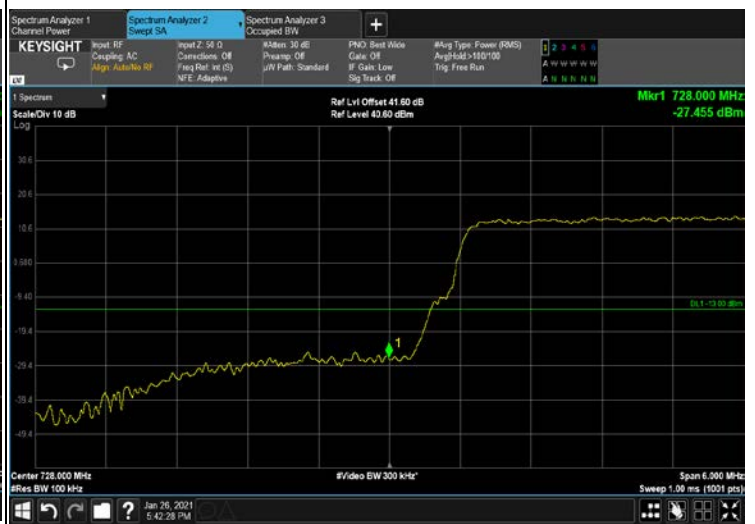 Spectrum Analyzer 1
Channel Power
Spectrum Analyzer 2
Swept SA
Spectrum Analyzer 3
Occupied BW
+
KEYSIGHT
Input: RF
Coupling: AC
Align: Auto/No RF
Input Z: 50 Ω
Corrections: Off
Freq Ref: Int (S)
NFE: Adaptive
#Atten: 30 dB
Preamp: Off
µW Path: Standard
PNO: Best Wide
Gate: Off
IF Gain: Low
Sig Track: Off
#Avg Type: Power (RMS)
Avg|Hold:>100/100
Trig: Free Run
1 2 3 4 5 6
A W W W W W
A N N N N N
LXI
1 Spectrum
Scale/Div 10 dB
Log
Ref Lvl Offset 41.60 dB
Ref Level 40.60 dBm
Mkr1 728.000 MHz
-27.455 dBm
30.6
20.6
10.6
0.600
-9.40
DL1 -13.00 dBm
-19.4
1
-29.4
-39.4
-49.4
Center 728.000 MHz
#Res BW 100 kHz
#Video BW 300 kHz*
Span 6.000 MHz
Sweep 1.00 ms (1001 pts)
?
Jan 26, 2021
5:42:28 PM